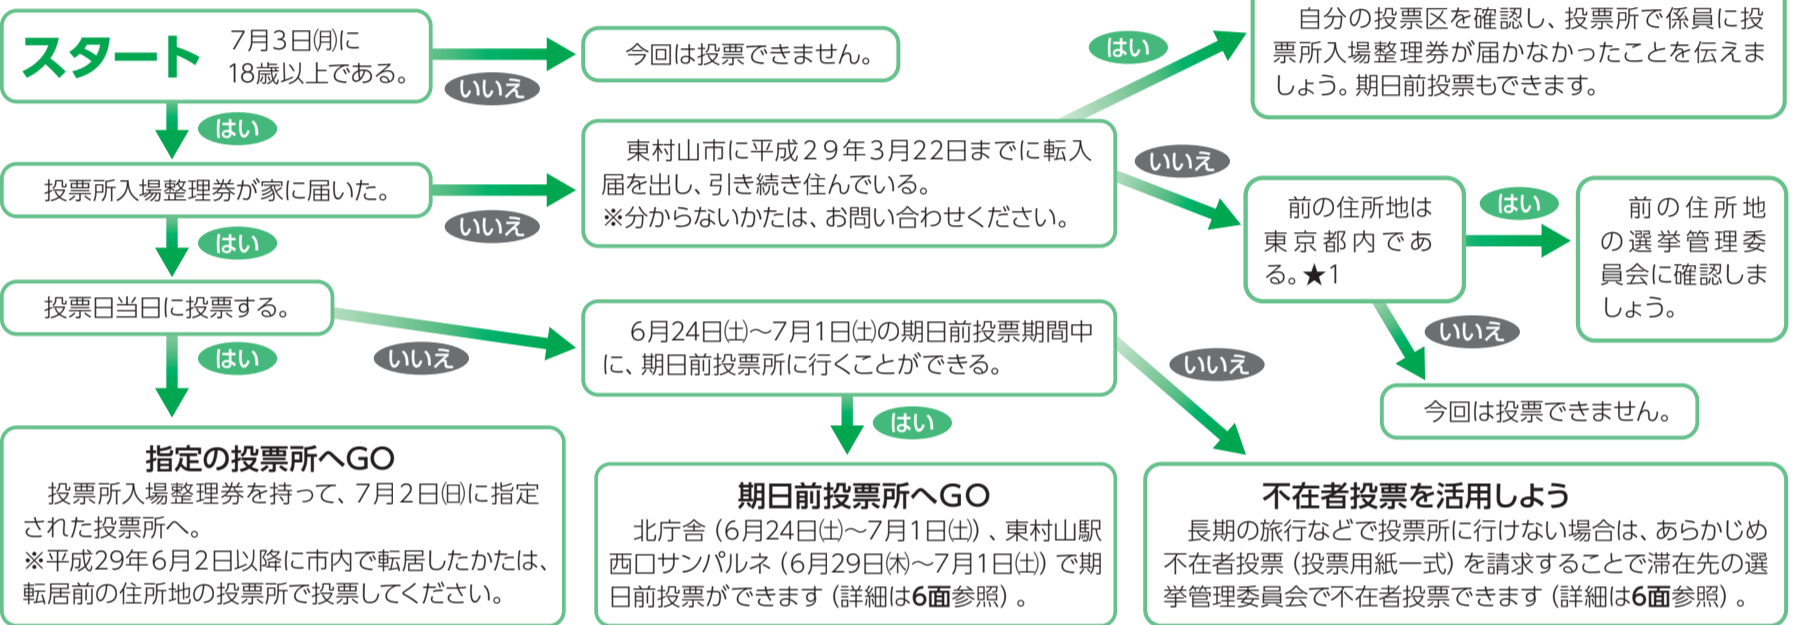 スタート
7月3日㈪に
18歳以上である。
いいえ
今回は投票できません。
はい
自分の投票区を確認し、投票所で係員に投
票所入場整理券が届かなかったことを伝えま
しょう。期日前投票もできます。
はい
投票所入場整理券が家に届いた。
いいえ
東村山市に平成29年3月22日までに転入
届を出し、引き続き住んでいる。
※分からないかたは、お問い合わせください。
いいえ
前の住所地は
東京都内であ
る。★1
はい
前の住所地
の選挙管理委
員会に確認しま
しょう。
いいえ
今回は投票できません。
はい
投票日当日に投票する。
いいえ
6月24日㈯～7月1日㈯の期日前投票期間中
に、期日前投票所に行くことができる。
いいえ
はい
はい
指定の投票所へGO
投票所入場整理券を持って、7月2日㈰に指定
された投票所へ。
※平成29年6月2日以降に市内で転居したかたは、
転居前の住所地の投票所で投票してください。
期日前投票所へGO
北庁舎（6月24日㈯～7月1日㈯）、東村山駅
西口サンパルネ（6月29日㈭～7月1日㈯）で期
日前投票ができます（詳細は6面参照）。
不在者投票を活用しよう
長期の旅行などで投票所に行けない場合は、あらかじめ
不在者投票（投票用紙一式）を請求することで滞在先の選
挙管理委員会で不在者投票できます（詳細は6面参照）。